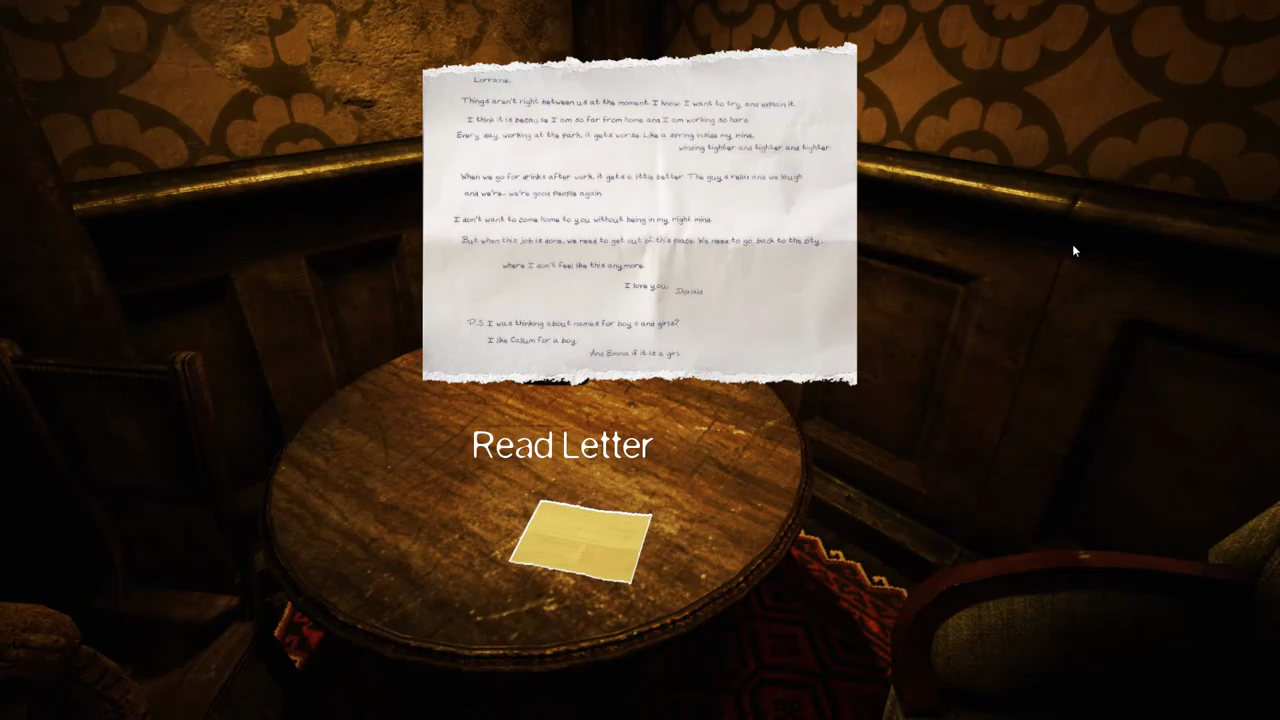 Lorraine,
Things aren't right between us at the moment. I know. I want to try, and explain it.
I think it is because I am so far from home and I am working so hard.
Every day, working at the park, it gets worse. Like a spring inside my mind,
winding tighter and tighter and tighter.
When we go for drinks after work, it gets a little better. The guys relax and we laugh
and we're- we're good people again.
I don't want to come home to you without being in my right mind.
But when this job is done, we need to get out of this place. We need to go back to the city,
where I don't feel like this anymore.
I love you. Donald
P.S. I was thinking about names for boys and girls?
I like Callum for a boy.
And Emma if it is a girl.
Read Letter